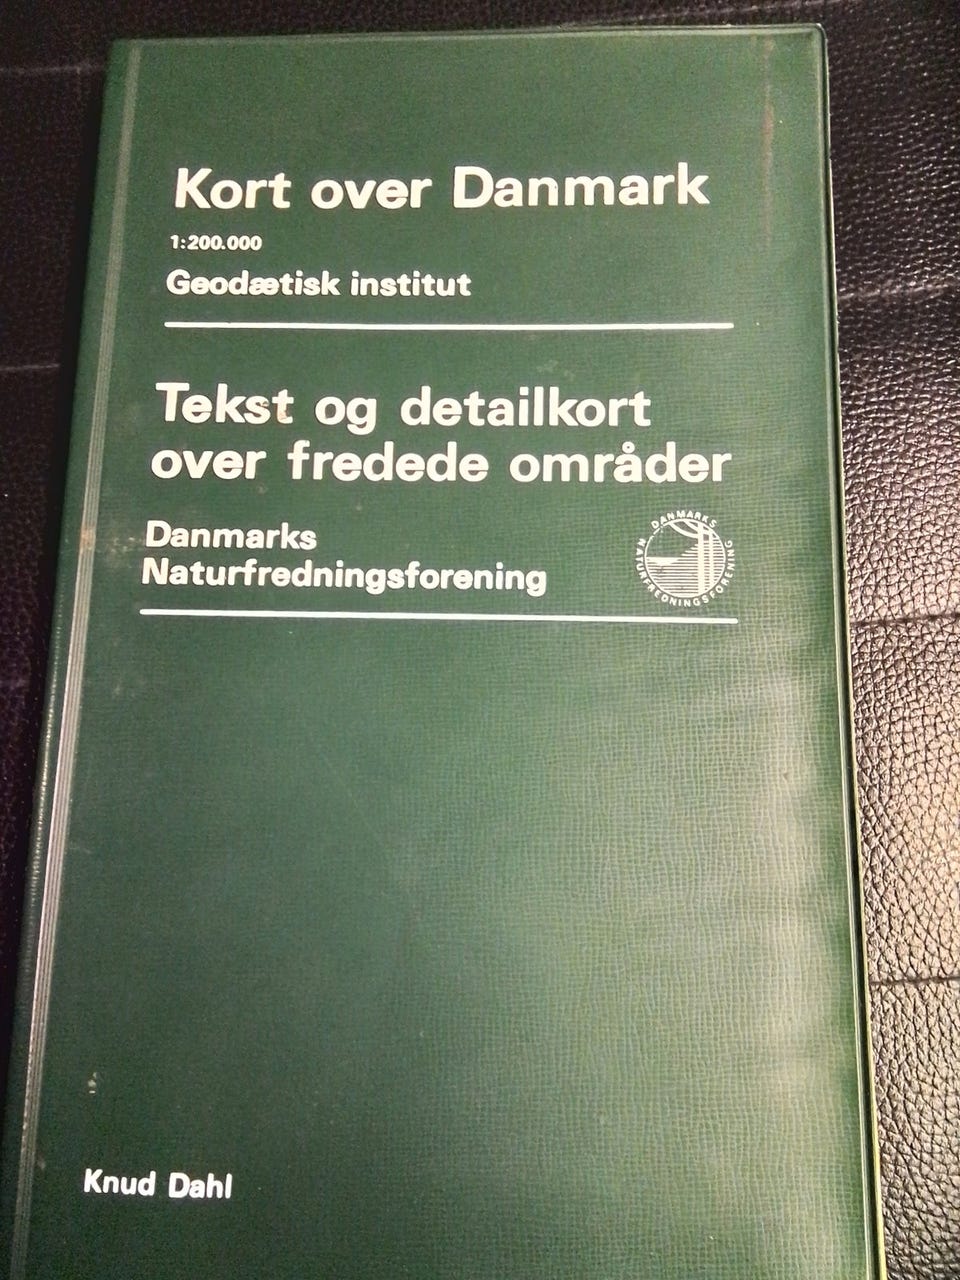 Kort over Danmark
1:200.000
Geodætisk institut
Tekst og detailkort
over fredede områder
Danmarks
Naturfredningsforening
DANMARKS
NATURFREDNINGSFORENING
Knud Dahl